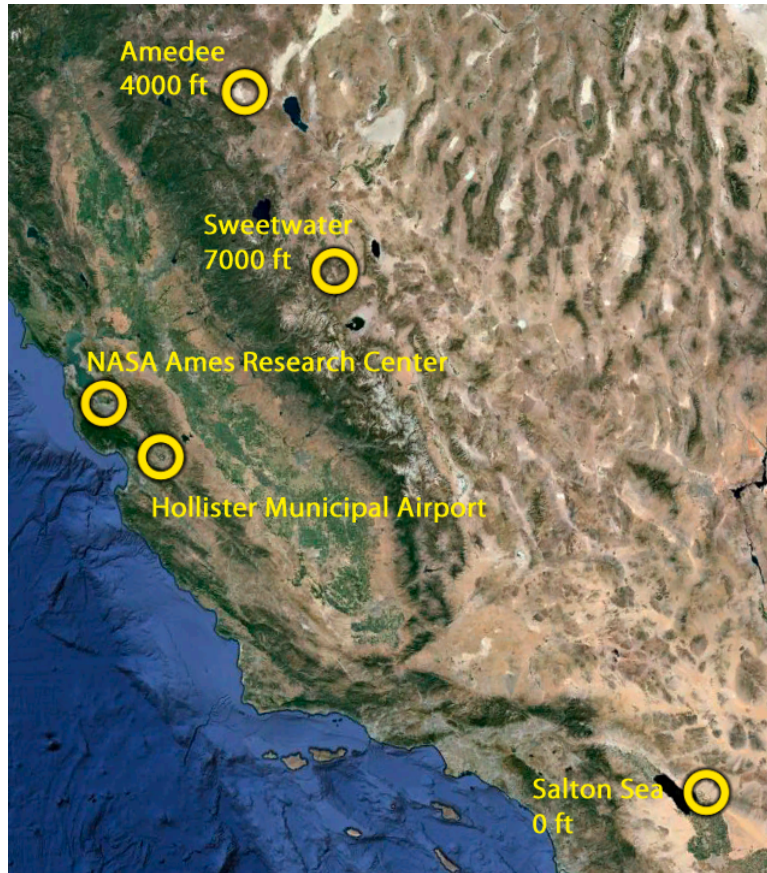 Amedee
4000 ft
Sweetwater
7000 ft
NASA Ames Research Center
Hollister Municipal Airport
Salton Sea
0 ft